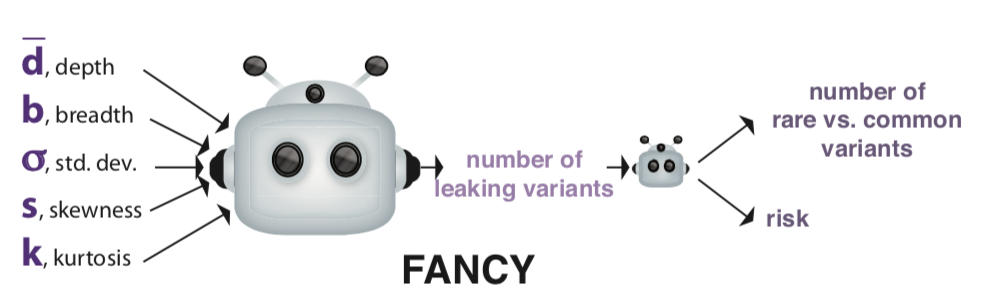 d̅, depth
b, breadth
σ, std. dev.
s, skewness
k, kurtosis
number of
leaking variants
number of
rare vs. common
variants
risk
FANCY